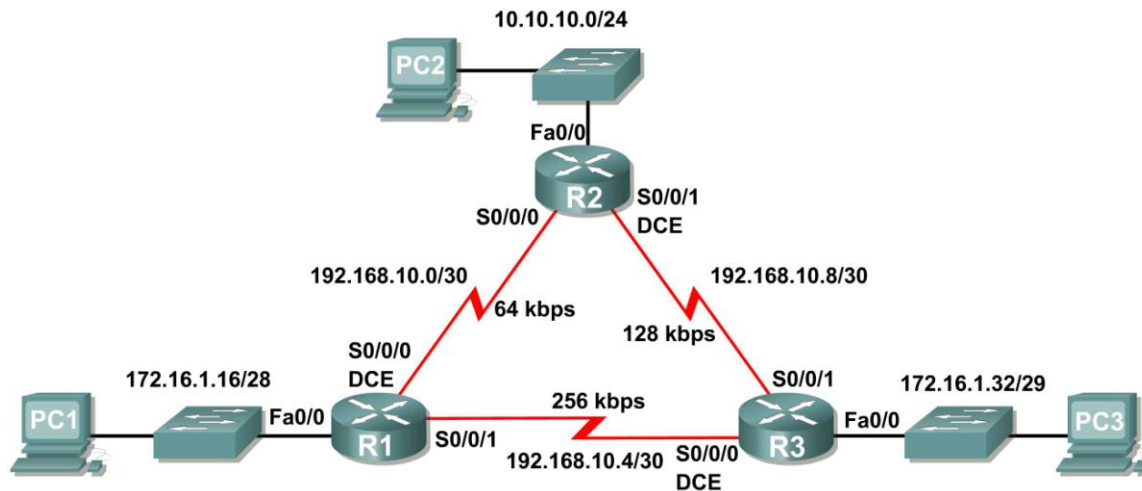 10.10.10.0/24
PC2
Fa0/0
R2
S0/0/0
S0/0/1
DCE
192.168.10.0/30
192.168.10.8/30
64 kbps
128 kbps
S0/0/0
DCE
S0/0/1
172.16.1.16/28
172.16.1.32/29
256 kbps
PC1
Fa0/0
R1
S0/0/1
R3
Fa0/0
PC3
192.168.10.4/30
S0/0/0
DCE